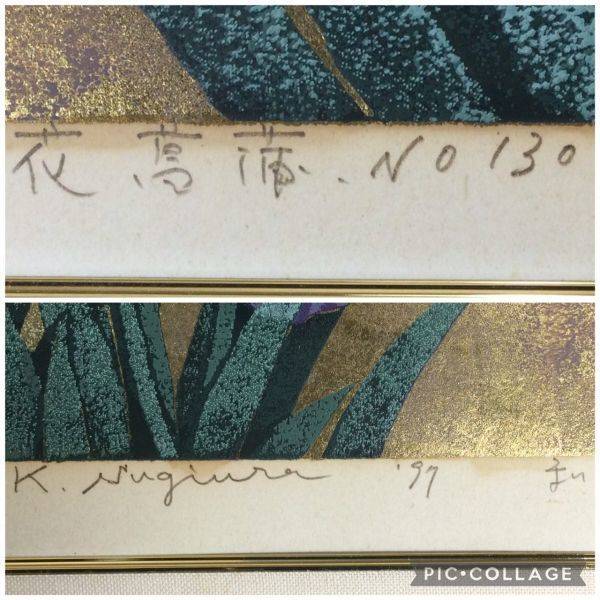 花菖蒲. NO 130
K. Sugiura '97
PIC•COLLAGE